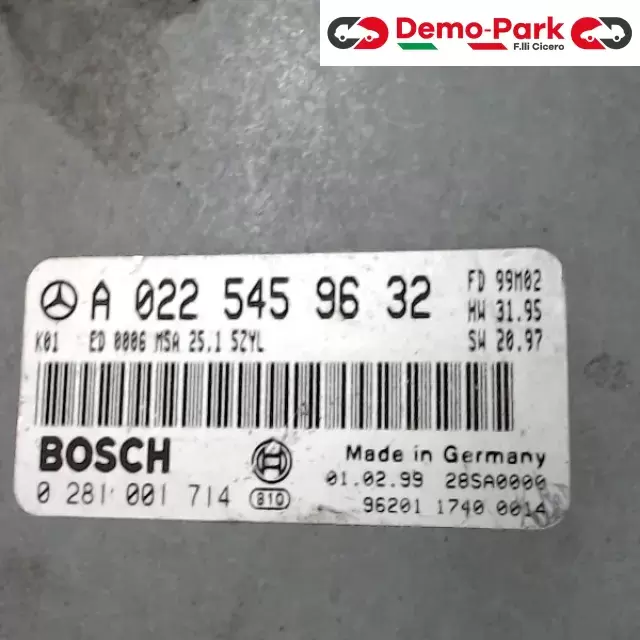 Demo-Park
F.lli Cicero
A 022 545 96 32
FD 99M02
HW 31.95
K01 ED 0006 MSA 25.1 5ZYL
SW 20.97
BOSCH
Made in Germany
01.02.99 28SA0000
0 281 001 714 810
96201 1740 0014